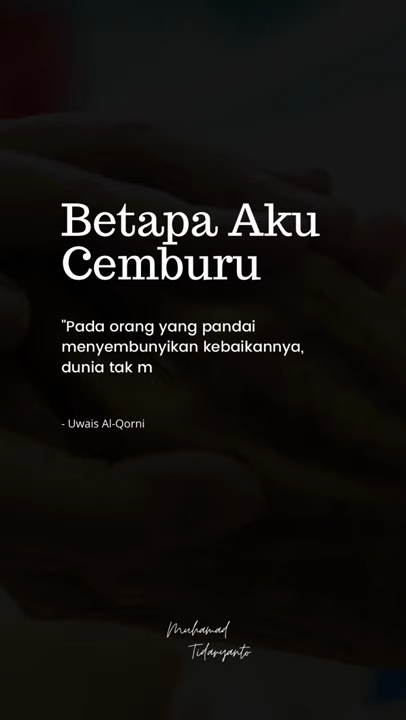 Betapa Aku
Cemburu
"Pada orang yang pandai
menyembunyikan kebaikannya,
dunia tak m
- Uwais Al-Qorni
Muhamad
Tidaryanto